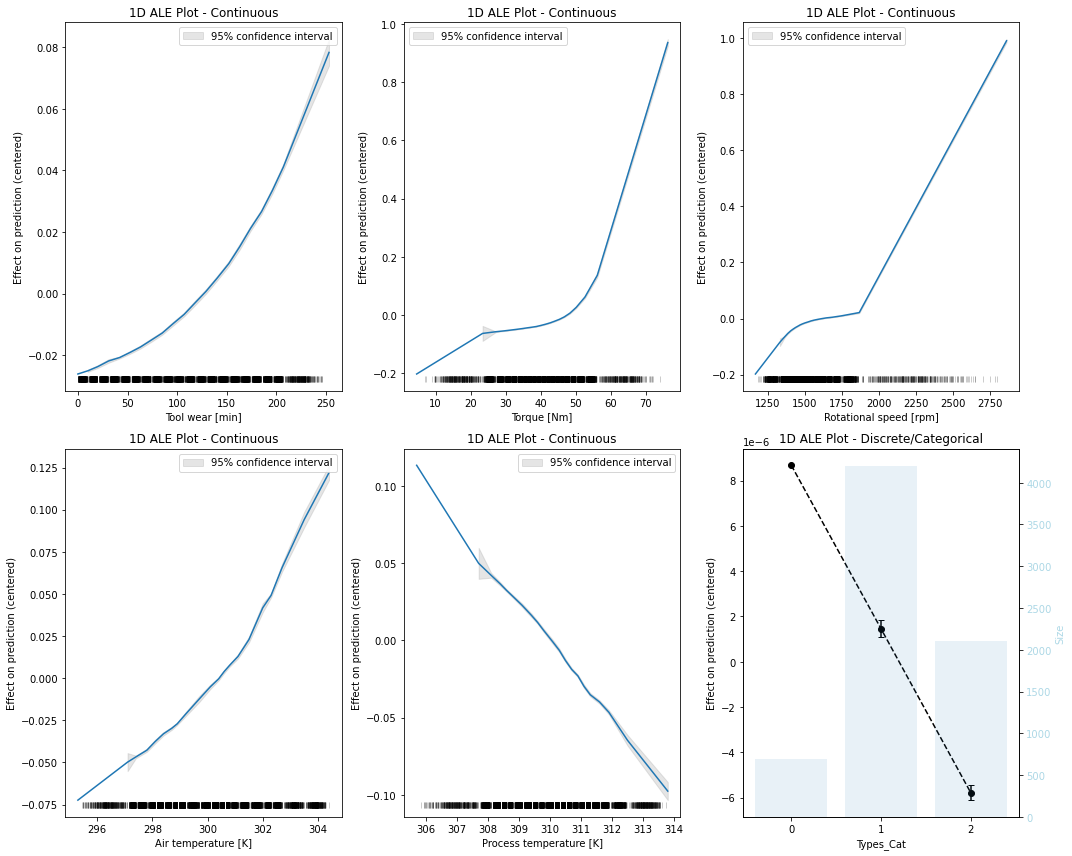 1D ALE Plot - Continuous
95% confidence interval
Effect on prediction (centered)
0.08
0.06
0.04
0.02
0.00
−0.02
0 50 100 150 200 250
Tool wear [min]
1D ALE Plot - Continuous
95% confidence interval
Effect on prediction (centered)
1.0
0.8
0.6
0.4
0.2
0.0
−0.2
10 20 30 40 50 60 70
Torque [Nm]
1D ALE Plot - Continuous
95% confidence interval
Effect on prediction (centered)
1.0
0.8
0.6
0.4
0.2
0.0
−0.2
1250 1500 1750 2000 2250 2500 2750
Rotational speed [rpm]
1D ALE Plot - Continuous
95% confidence interval
Effect on prediction (centered)
0.125
0.100
0.075
0.050
0.025
0.000
−0.025
−0.050
−0.075
296 298 300 302 304
Air temperature [K]
1D ALE Plot - Continuous
95% confidence interval
Effect on prediction (centered)
0.10
0.05
0.00
−0.05
−0.10
306 307 308 309 310 311 312 313 314
Process temperature [K]
1D ALE Plot - Discrete/Categorical
1e−6
Effect on prediction (centered)
8
6
4
2
0
−2
−4
−6
0 1 2
Types_Cat
4000
3500
3000
2500
2000
1500
1000
500
0
Size